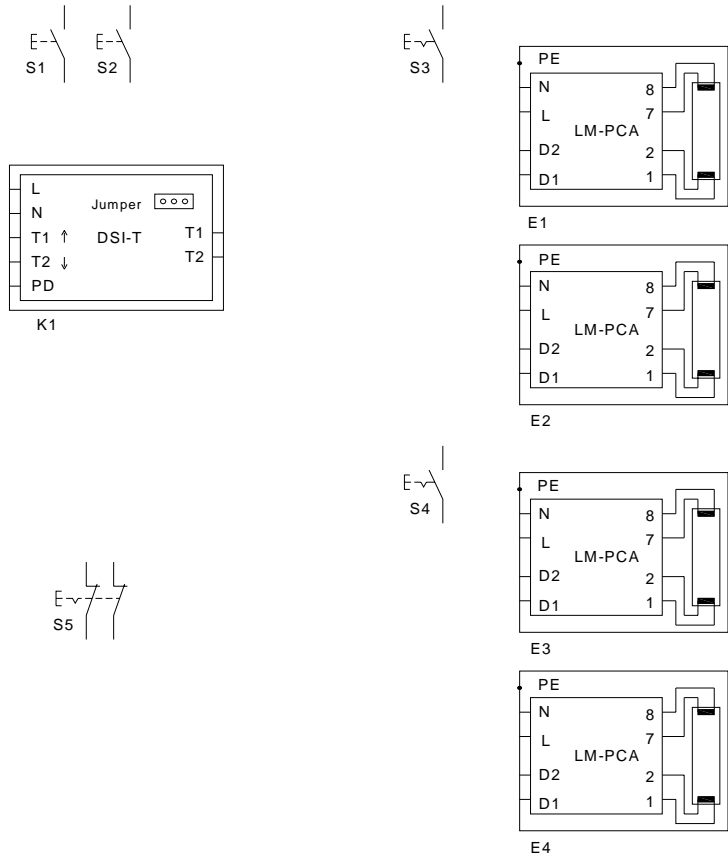 S1
S2
S3
PE
N
L
D2
D1
8
7
2
1
LM-PCA
E1
L
N
T1 ↑
T2 ↓
PD
Jumper
DSI-T
T1
T2
K1
PE
N
L
D2
D1
8
7
2
1
LM-PCA
E2
S4
PE
N
L
D2
D1
8
7
2
1
LM-PCA
E3
S5
PE
N
L
D2
D1
8
7
2
1
LM-PCA
E4